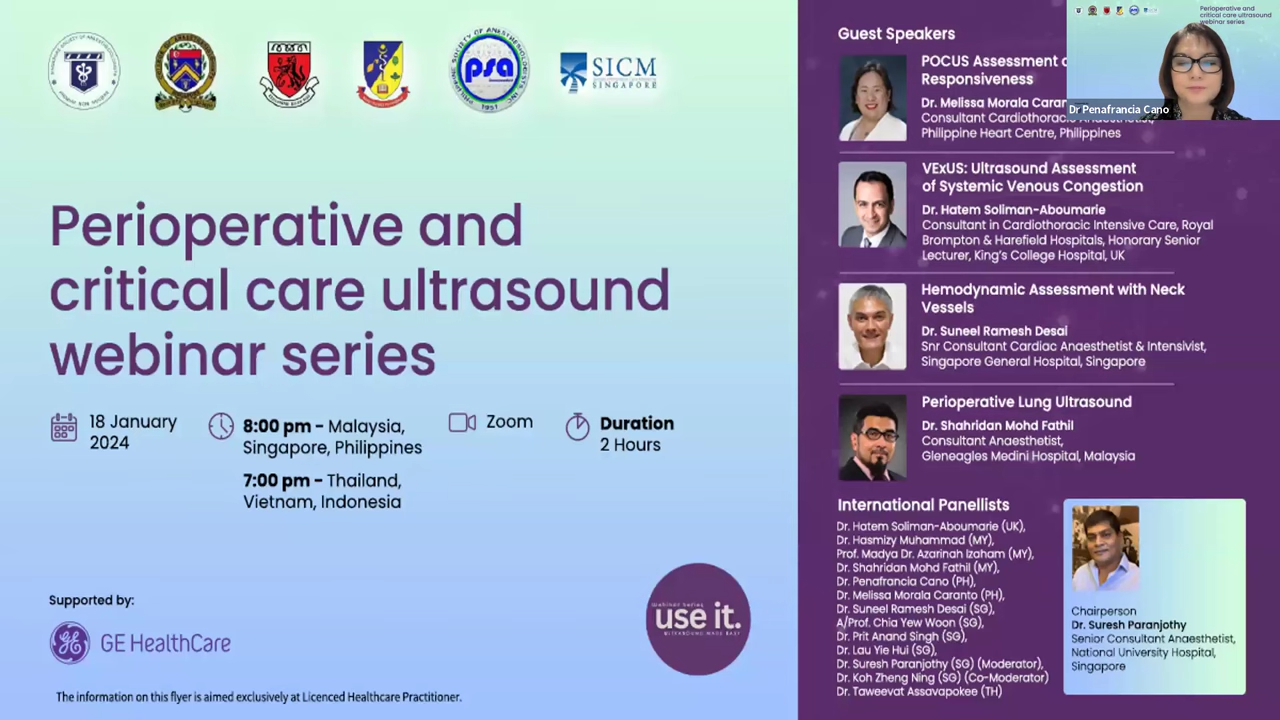 psa
1951
SICM
SINGAPORE
Perioperative and
critical care ultrasound
webinar series
18 January
2024
8:00 pm - Malaysia,
Singapore, Philippines
7:00 pm - Thailand,
Vietnam, Indonesia
Zoom
Duration
2 Hours
Supported by:
GE HealthCare
Webinar Series
use it.
ULTRASOUND MADE EASY
The information on this flyer is aimed exclusively at Licenced Healthcare Practitioner.
Guest Speakers
POCUS Assessment
Responsiveness
Dr. Melissa Morala
Consultant Cardiothoracic
Philippine Heart Centre, Philippines
VExUS: Ultrasound Assessment
of Systemic Venous Congestion
Dr. Hatem Soliman-Aboumarie
Consultant in Cardiothoracic Intensive Care, Royal
Brompton & Harefield Hospitals, Honorary Senior
Lecturer, King's College Hospital, UK
Hemodynamic Assessment with Neck
Vessels
Dr. Suneel Ramesh Desai
Snr Consultant Cardiac Anaesthetist & Intensivist,
Singapore General Hospital, Singapore
Perioperative Lung Ultrasound
Dr. Shahridan Mohd Fathil
Consultant Anaesthetist,
Gleneagles Medini Hospital, Malaysia
International Panellists
Dr. Hatem Soliman-Aboumarie (UK),
Dr. Hasmizy Muhammad (MY),
Prof. Madya Dr. Azarinah Izaham (MY),
Dr. Shahridan Mohd Fathil (MY),
Dr. Penafrancia Cano (PH),
Dr. Melissa Morala Caranto (PH),
Dr. Suneel Ramesh Desai (SG),
A/Prof. Chia Yew Woon (SG),
Dr. Prit Anand Singh (SG),
Dr. Lau Yie Hui (SG),
Dr. Suresh Paranjothy (SG) (Moderator),
Dr. Koh Zheng Ning (SG) (Co-Moderator)
Dr. Taweevat Assavapokee (TH)
Chairperson
Dr. Suresh Paranjothy
Senior Consultant Anaesthetist,
National University Hospital,
Singapore
Perioperative and
critical care ultrasound
webinar series
Dr Penafrancia Cano